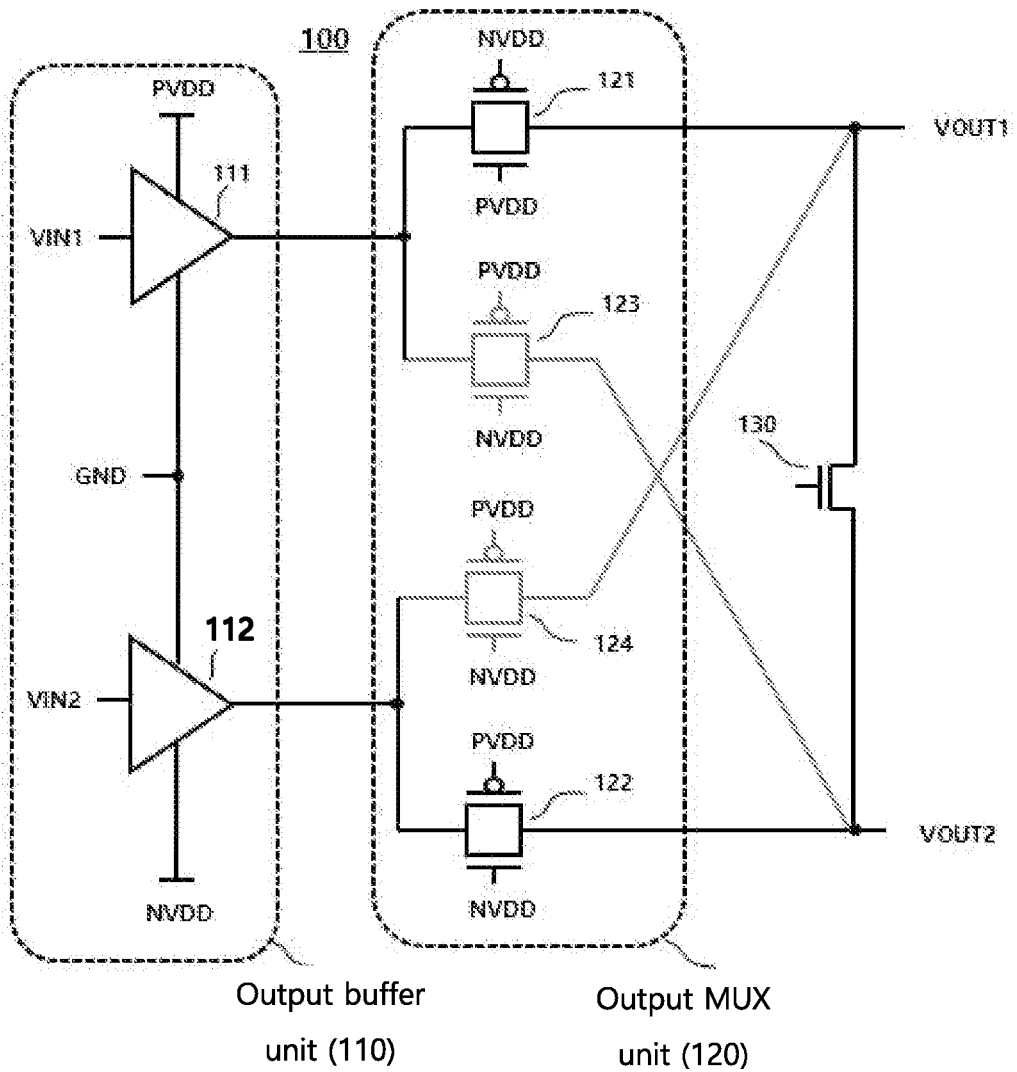 100
NVDD
121
PVDD
VOUT1
PVDD
111
VIN1
PVDD
123
NVDD
130
GND
PVDD
124
NVDD
112
VIN2
PVDD
122
VOUT2
NVDD
NVDD
Output buffer
unit (110)
Output MUX
unit (120)